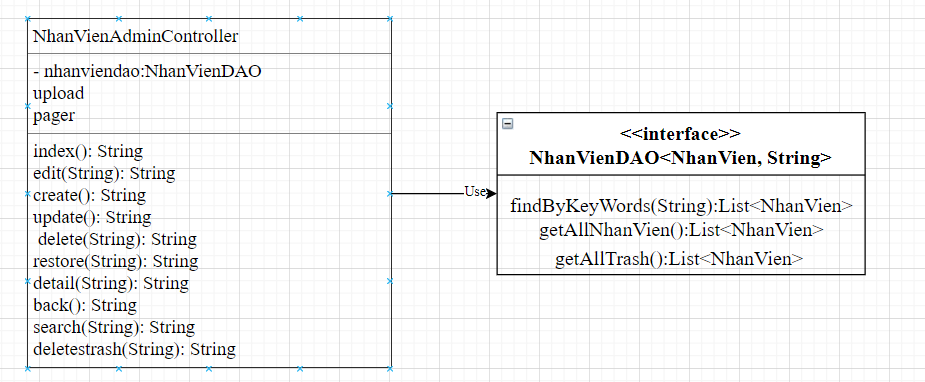 NhanVienAdminController
- nhanviendao:NhanVienDAO
upload
pager
index(): String
edit(String): String
create(): String
update(): String
delete(String): String
restore(String): String
detail(String): String
back(): String
search(String): String
deletestrash(String): String
Use
<<interface>>
NhanVienDAO<NhanVien, String>
findByKeyWords(String):List<NhanVien>
getAllNhanVien():List<NhanVien>
getAllTrash():List<NhanVien>